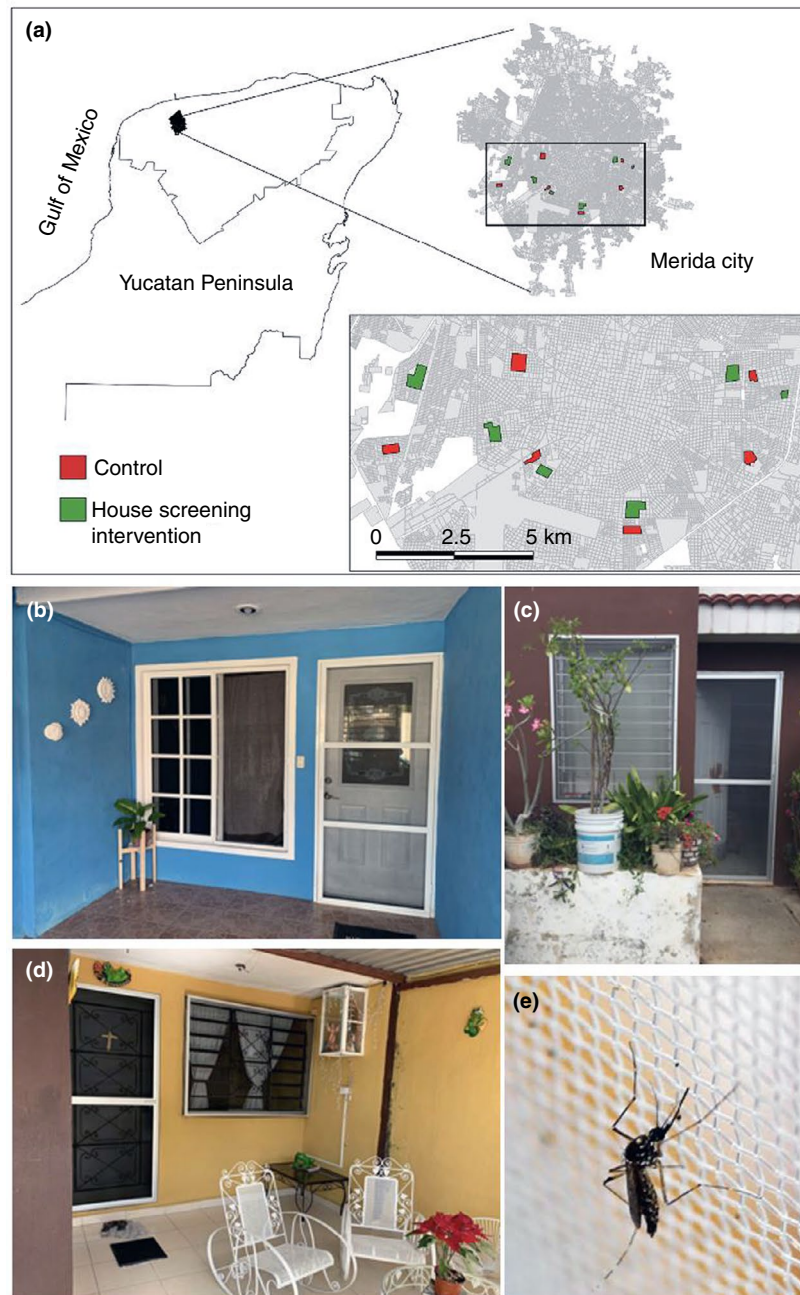 (a)
Gulf of Mexico
Yucatan Peninsula
Merida city
Control
House screening
intervention
0 2.5 5 km
(b)
(c)
(d)
(e)